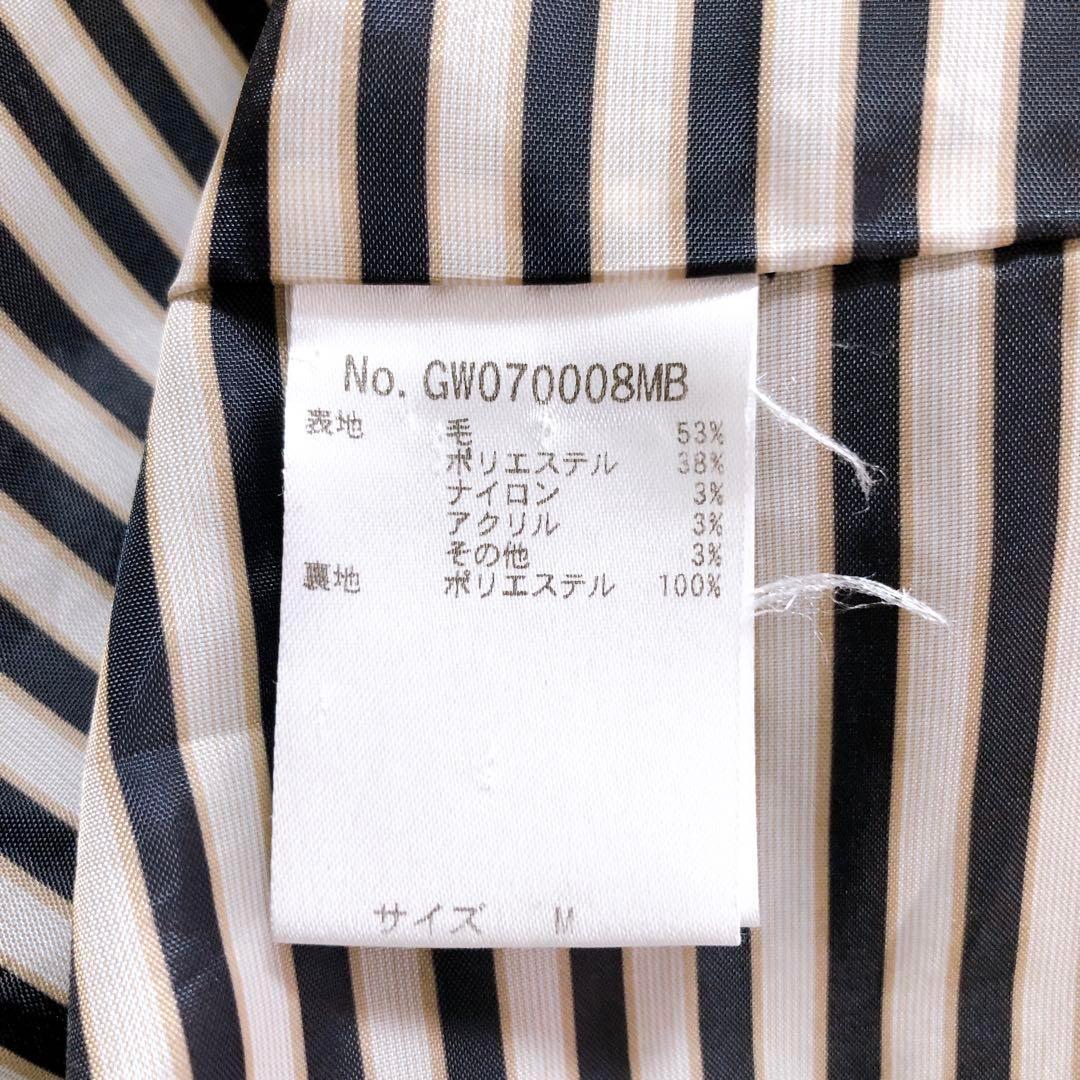 No. GW070008MB
表地 毛 53%
ポリエステル 38%
ナイロン 3%
アクリル 3%
その他 3%
裏地 ポリエステル 100%
サイズ M